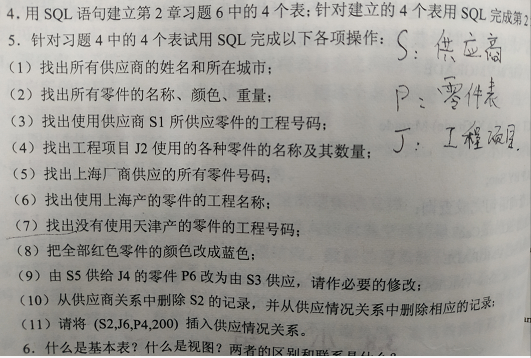 4. 用 SQL 语句建立第 2 章习题 6 中的 4 个表；针对建立的 4 个表用 SQL 完成第 2
5. 针对习题 4 中的 4 个表试用 SQL 完成以下各项操作：
S：供应商
（1）找出所有供应商的姓名和所在城市；
（2）找出所有零件的名称、颜色、重量；
P：零件表
（3）找出使用供应商 S1 所供应零件的工程号码；
（4）找出工程项目 J2 使用的各种零件的名称及其数量；
J：工程项目.
（5）找出上海厂商供应的所有零件号码；
（6）找出使用上海产的零件的工程名称；
（7）找出没有使用天津产的零件的工程号码；
（8）把全部红色零件的颜色改成蓝色；
（9）由 S5 供给 J4 的零件 P6 改为由 S3 供应，请作必要的修改；
（10）从供应商关系中删除 S2 的记录，并从供应情况关系中删除相应的记录；
（11）请将 (S2,J6,P4,200) 插入供应情况关系。
6. 什么是基本表？什么是视图？两者的区别和联系是什么？